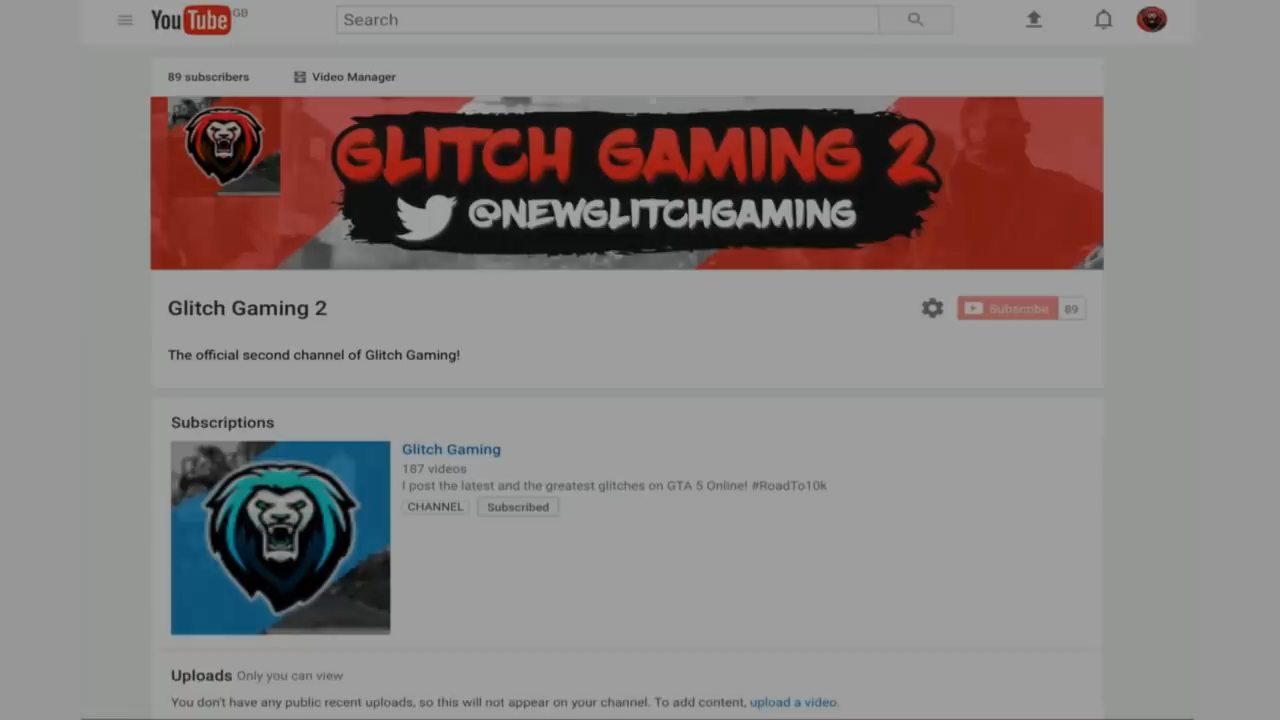 YouTube GB
Search
89 subscribers
Video Manager
GLITCH GAMING 2
@NEWGLITCHGAMING
Glitch Gaming 2
Subscribe 89
The official second channel of Glitch Gaming!
Subscriptions
Glitch Gaming
187 videos
I post the latest and the greatest glitches on GTA 5 Online! #RoadTo10k
CHANNEL Subscribed
Uploads Only you can view
You don't have any public recent uploads, so this will not appear on your channel. To add content, upload a video.